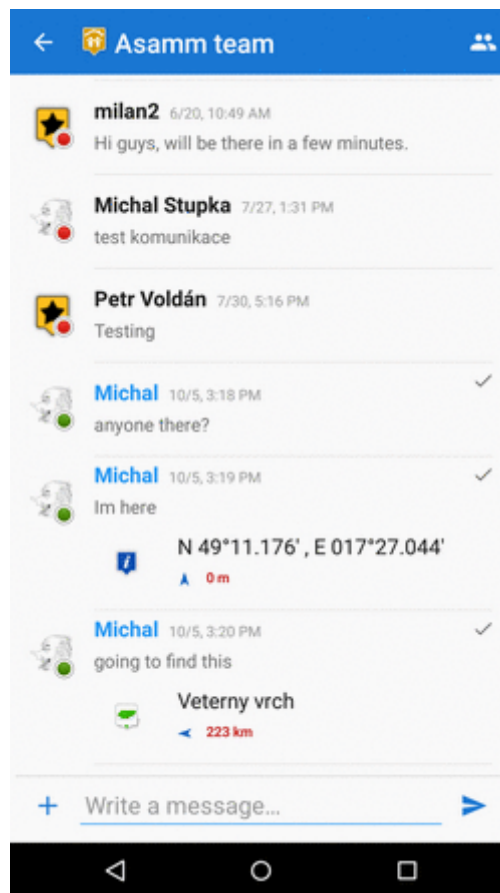 Asamm team
milan2 6/20, 10:49 AM
Hi guys, will be there in a few minutes.
Michal Stupka 7/27, 1:31 PM
test komunikace
Petr Voldán 7/30, 5:16 PM
Testing
Michal 10/5, 3:18 PM
anyone there?
Michal 10/5, 3:19 PM
Im here
N 49°11.176' , E 017°27.044'
0 m
Michal 10/5, 3:20 PM
going to find this
Veterny vrch
223 km
Write a message...